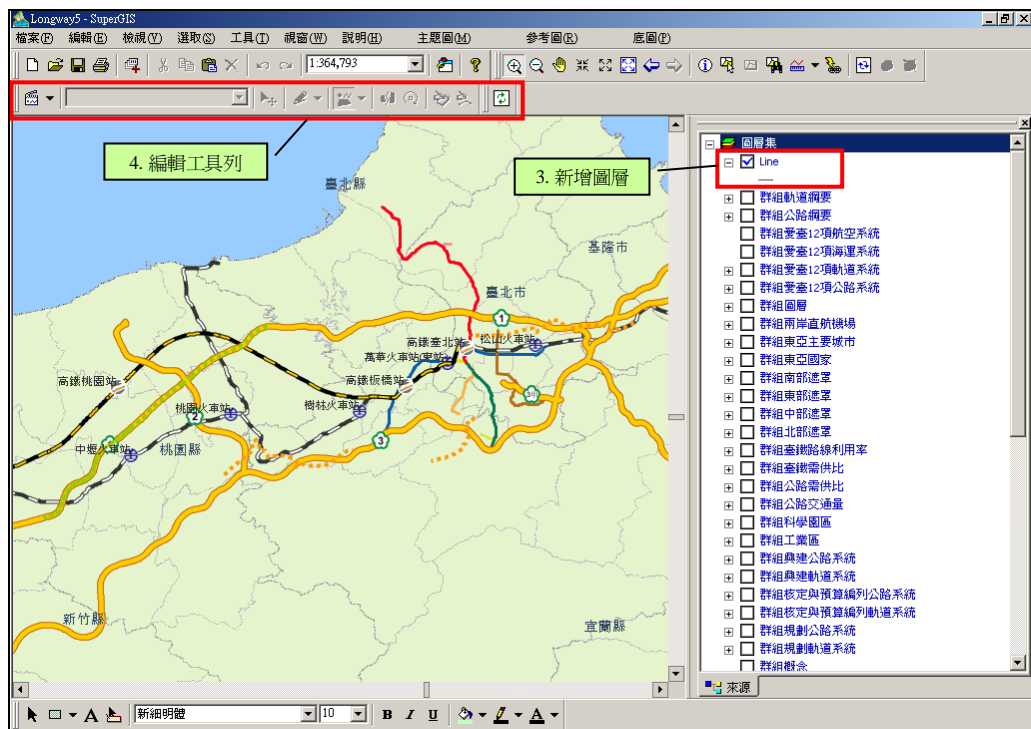 Longway5 - SuperGIS
檔案(F) 編輯(E) 檢視(V) 選取(S) 工具(T) 視窗(W) 說明(H) 主題圖(M) 參考圖(R) 底圖(P)
1:364,793
4. 編輯工具列
3. 新增圖層
臺北縣
基隆市
臺北市
1
高鐵臺北站
松山火車站
萬華火車站
高鐵桃園站
高鐵板橋站
樹林火車站
桃園火車站
2
3
中壢火車站
桃園縣
新竹縣
宜蘭縣
圖層集
Line
群組軌道綱要
群組公路綱要
群組愛臺12項航空系統
群組愛臺12項海運系統
群組愛臺12項軌道系統
群組愛臺12項公路系統
群組圖層
群組兩岸直航機場
群組東亞主要城市
群組東亞國家
群組南部遮罩
群組東部遮罩
群組中部遮罩
群組北部遮罩
群組臺鐵路線利用率
群組臺鐵需供比
群組公路需供比
群組公路交通量
群組科學園區
群組工業區
群組興建公路系統
群組興建軌道系統
群組核定與預算編列公路系統
群組核定與預算編列軌道系統
群組規劃公路系統
群組規劃軌道系統
群組概念
來源
A 新細明體 10 B I U A